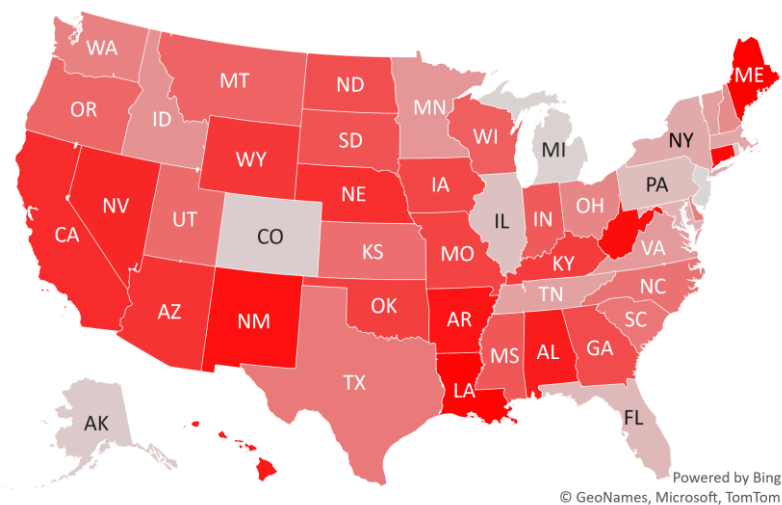 WA
MT
ND
MN
ME
OR
ID
SD
WI
MI
NY
WY
IA
PA
NE
NV
UT
CO
IL
IN
OH
CA
KS
MO
KY
VA
AZ
NM
OK
AR
TN
NC
SC
MS
AL
GA
TX
LA
AK
FL
Powered by Bing
© GeoNames, Microsoft, TomTom